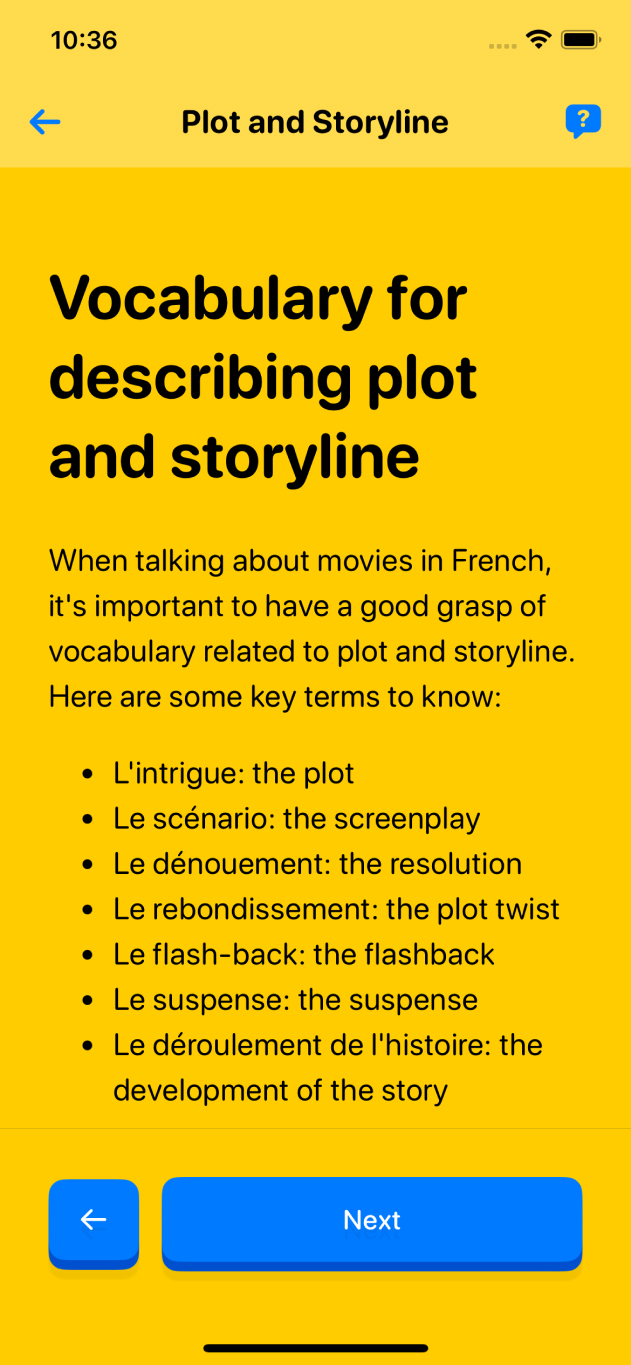 10:36
Plot and Storyline
?
Vocabulary for
describing plot
and storyline
When talking about movies in French,
it's important to have a good grasp of
vocabulary related to plot and storyline.
Here are some key terms to know:
• L'intrigue: the plot
• Le scénario: the screenplay
• Le dénouement: the resolution
• Le rebondissement: the plot twist
• Le flash-back: the flashback
• Le suspense: the suspense
• Le déroulement de l'histoire: the
development of the story
Next